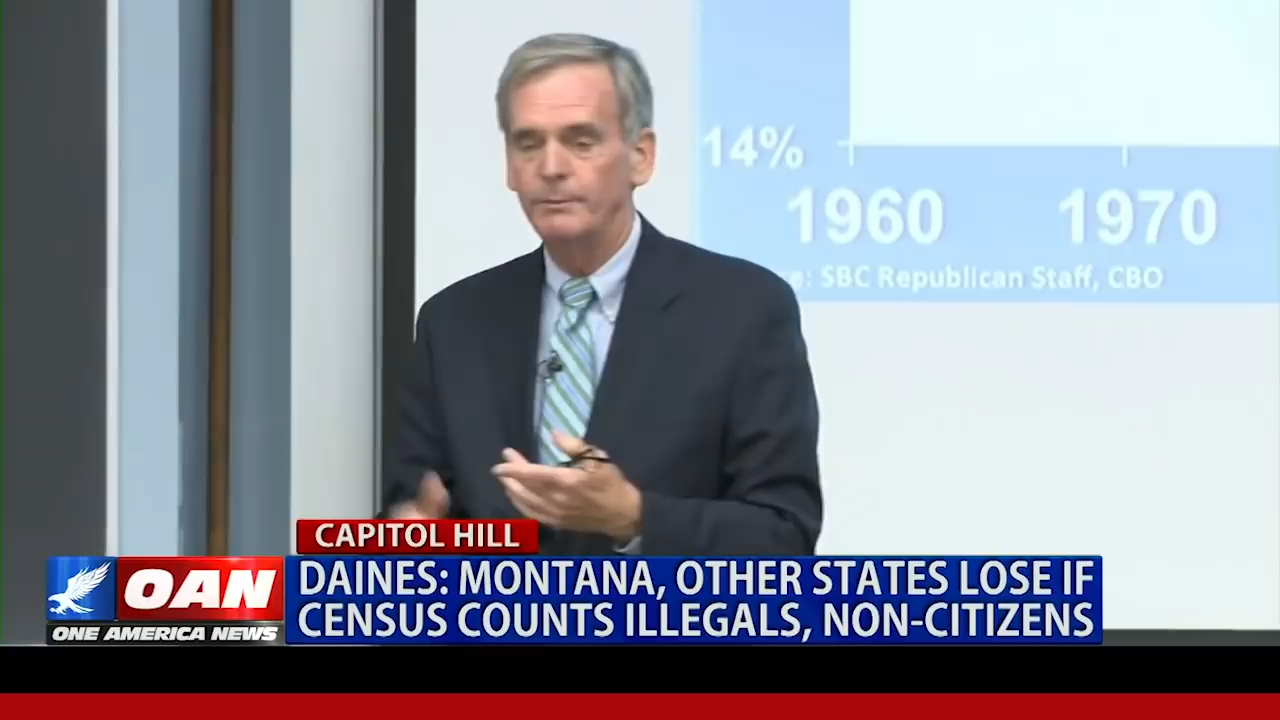 14%
1960 1970
e: SBC Republican Staff, CBO
CAPITOL HILL
DAINES: MONTANA, OTHER STATES LOSE IF
CENSUS COUNTS ILLEGALS, NON-CITIZENS
OAN
ONE AMERICA NEWS